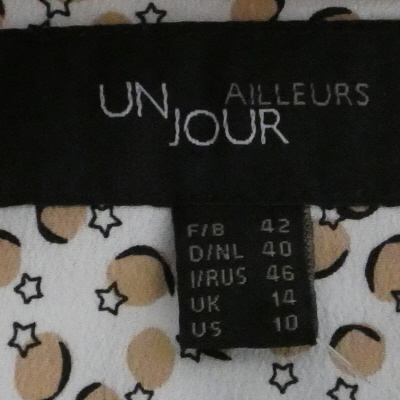 UN AILLEURS
JOUR
F/B 42
D/NL 40
I/RUS 46
UK 14
US 10